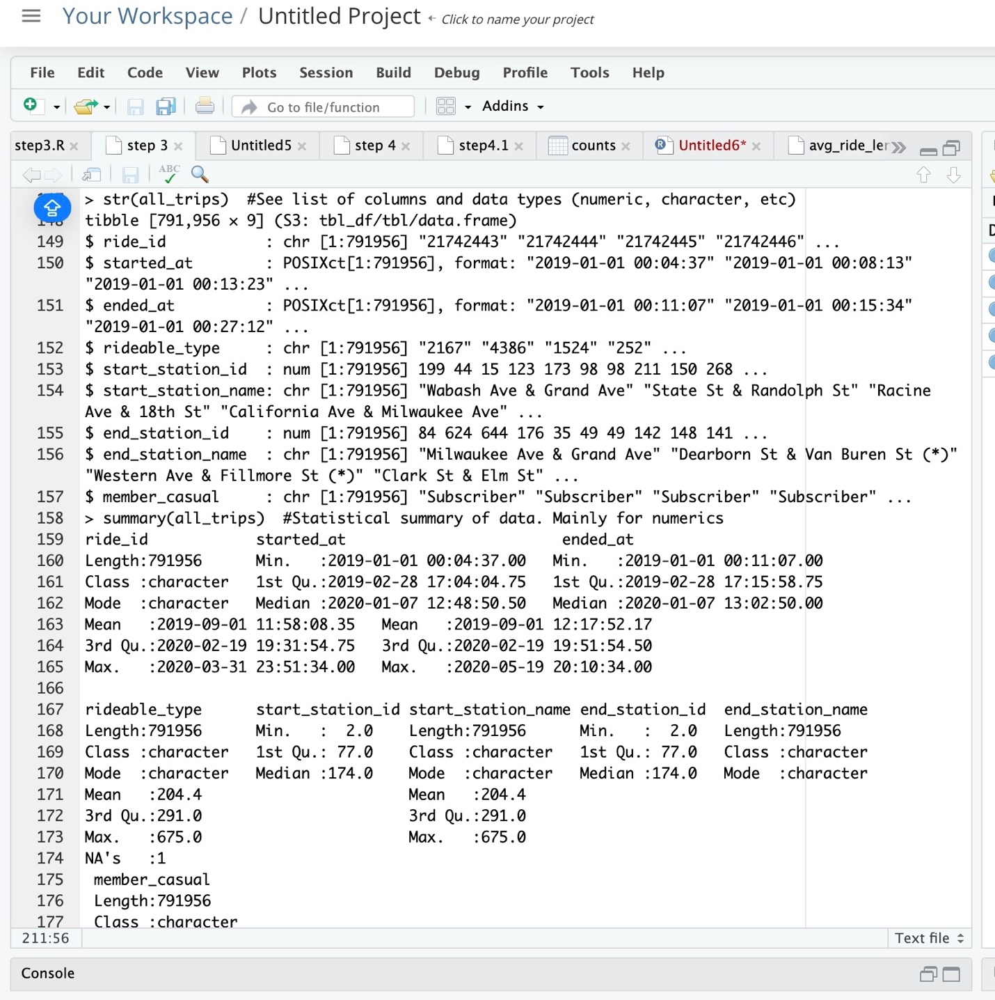 Your Workspace / Untitled Project Click to name your project
File Edit Code View Plots Session Build Debug Profile Tools Help
Go to file/function Addins
step3.R step 3 Untitled5 step 4 step4.1 counts Untitled6* avg_ride_ler
ABC
> str(all_trips)  #See list of columns and data types (numeric, character, etc)
148 tibble [791,956 × 9] (S3: tbl_df/tbl/data.frame)
149 $ ride_id           : chr [1:791956] "21742443" "21742444" "21742445" "21742446" ...
150 $ started_at        : POSIXct[1:791956], format: "2019-01-01 00:04:37" "2019-01-01 00:08:13"
"2019-01-01 00:13:23" ...
151 $ ended_at          : POSIXct[1:791956], format: "2019-01-01 00:11:07" "2019-01-01 00:15:34"
"2019-01-01 00:27:12" ...
152 $ rideable_type     : chr [1:791956] "2167" "4386" "1524" "252" ...
153 $ start_station_id  : num [1:791956] 199 44 15 123 173 98 98 211 150 268 ...
154 $ start_station_name: chr [1:791956] "Wabash Ave & Grand Ave" "State St & Randolph St" "Racine
Ave & 18th St" "California Ave & Milwaukee Ave" ...
155 $ end_station_id    : num [1:791956] 84 624 644 176 35 49 49 142 148 141 ...
156 $ end_station_name  : chr [1:791956] "Milwaukee Ave & Grand Ave" "Dearborn St & Van Buren St (*)"
"Western Ave & Fillmore St (*)" "Clark St & Elm St" ...
157 $ member_casual     : chr [1:791956] "Subscriber" "Subscriber" "Subscriber" "Subscriber" ...
158 > summary(all_trips)  #Statistical summary of data. Mainly for numerics
159 ride_id            started_at                        ended_at
160 Length:791956      Min.   :2019-01-01 00:04:37.00   Min.   :2019-01-01 00:11:07.00
161 Class :character   1st Qu.:2019-02-28 17:04:04.75   1st Qu.:2019-02-28 17:15:58.75
162 Mode  :character   Median :2020-01-07 12:48:50.50   Median :2020-01-07 13:02:50.00
163 Mean   :2019-09-01 11:58:08.35   Mean   :2019-09-01 12:17:52.17
164 3rd Qu.:2020-02-19 19:31:54.75   3rd Qu.:2020-02-19 19:51:54.50
165 Max.   :2020-03-31 23:51:34.00   Max.   :2020-05-19 20:10:34.00
166
167 rideable_type      start_station_id start_station_name end_station_id  end_station_name
168 Length:791956      Min.   :  2.0    Length:791956      Min.   :  2.0   Length:791956
169 Class :character   1st Qu.: 77.0    Class :character   1st Qu.: 77.0   Class :character
170 Mode  :character   Median :174.0    Mode  :character   Median :174.0   Mode  :character
171 Mean   :204.4                       Mean   :204.4
172 3rd Qu.:291.0                       3rd Qu.:291.0
173 Max.   :675.0                       Max.   :675.0
174 NA's   :1
175  member_casual
176  Length:791956
177  Class :character
211:56 Text file
Console